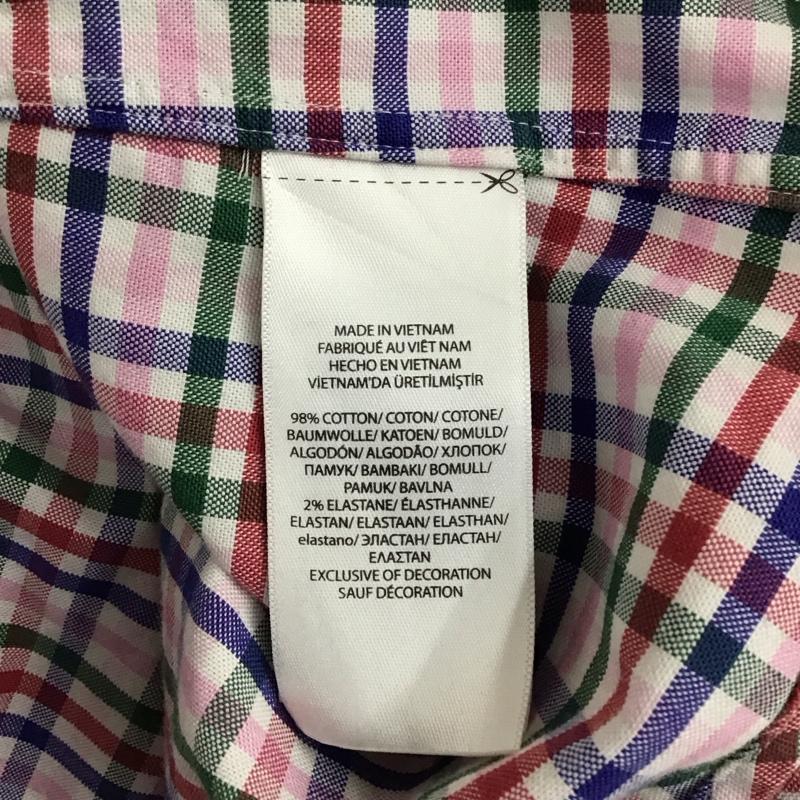 MADE IN VIETNAM
FABRIQUÉ AU VIÊT NAM
HECHO EN VIETNAM
VİETNAM'DA ÜRETİLMİŞTİR
98% COTTON/ COTON/ COTONE/
BAUMWOLLE/ KATOEN/ BOMULD/
ALGODÓN/ ALGODÃO/ ХЛОПОК/
ПАМУК/ BAMBAKI/ BOMULL/
PAMUK/ BAVLNA
2% ELASTANE/ ÉLASTHANNE/
ELASTAN/ ELASTAAN/ ELASTHAN/
elastano/ ЭЛАСТАН/ ЕЛАСТАН/
ΕΛΑΣΤΑΝ
EXCLUSIVE OF DECORATION
SAUF DÉCORATION